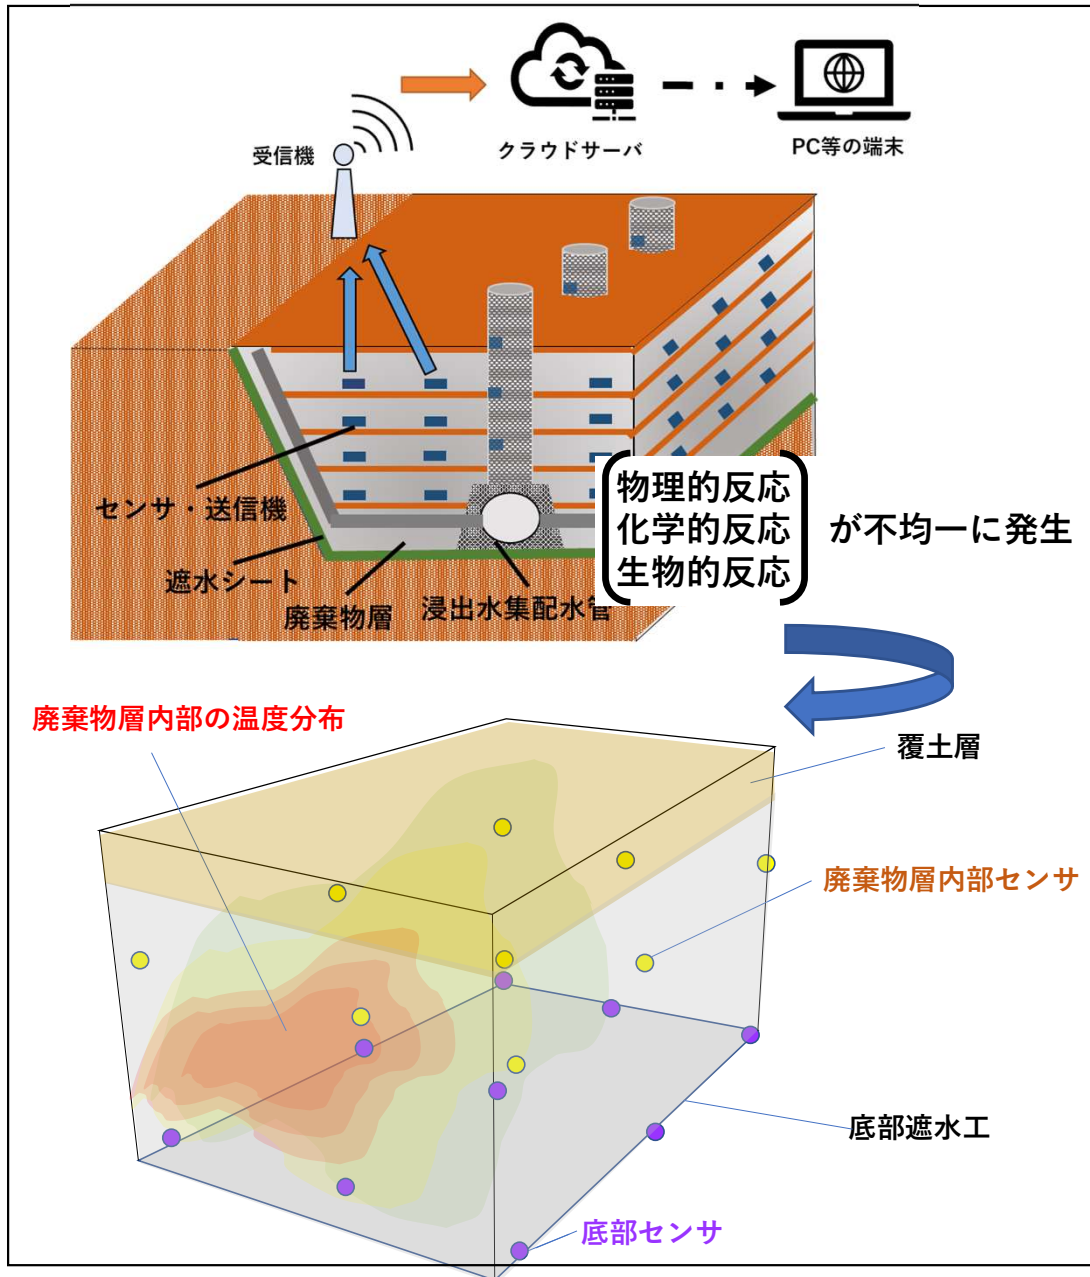 受信機
クラウドサーバ
PC等の端末
センサ・送信機
遮水シート
廃棄物層
浸出水集配水管
物理的反応
化学的反応
生物的反応
が不均一に発生
廃棄物層内部の温度分布
覆土層
廃棄物層内部センサ
底部遮水工
底部センサ